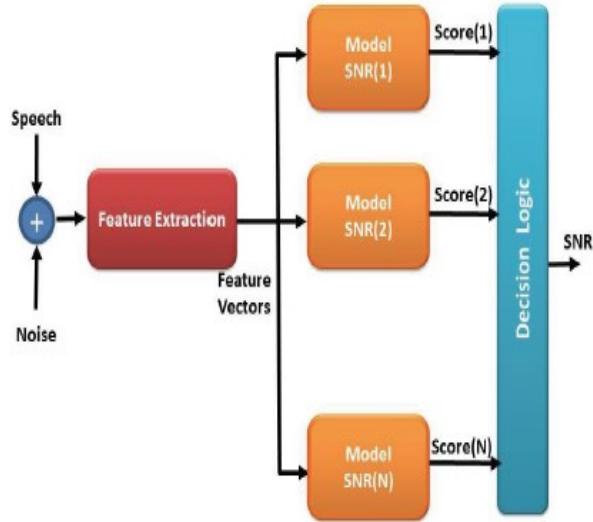 Speech
+
Noise
Feature Extraction
Feature
Vectors
Model
SNR(1)
Score(1)
Model
SNR(2)
Score(2)
Model
SNR(N)
Score(N)
Decision Logic
SNR